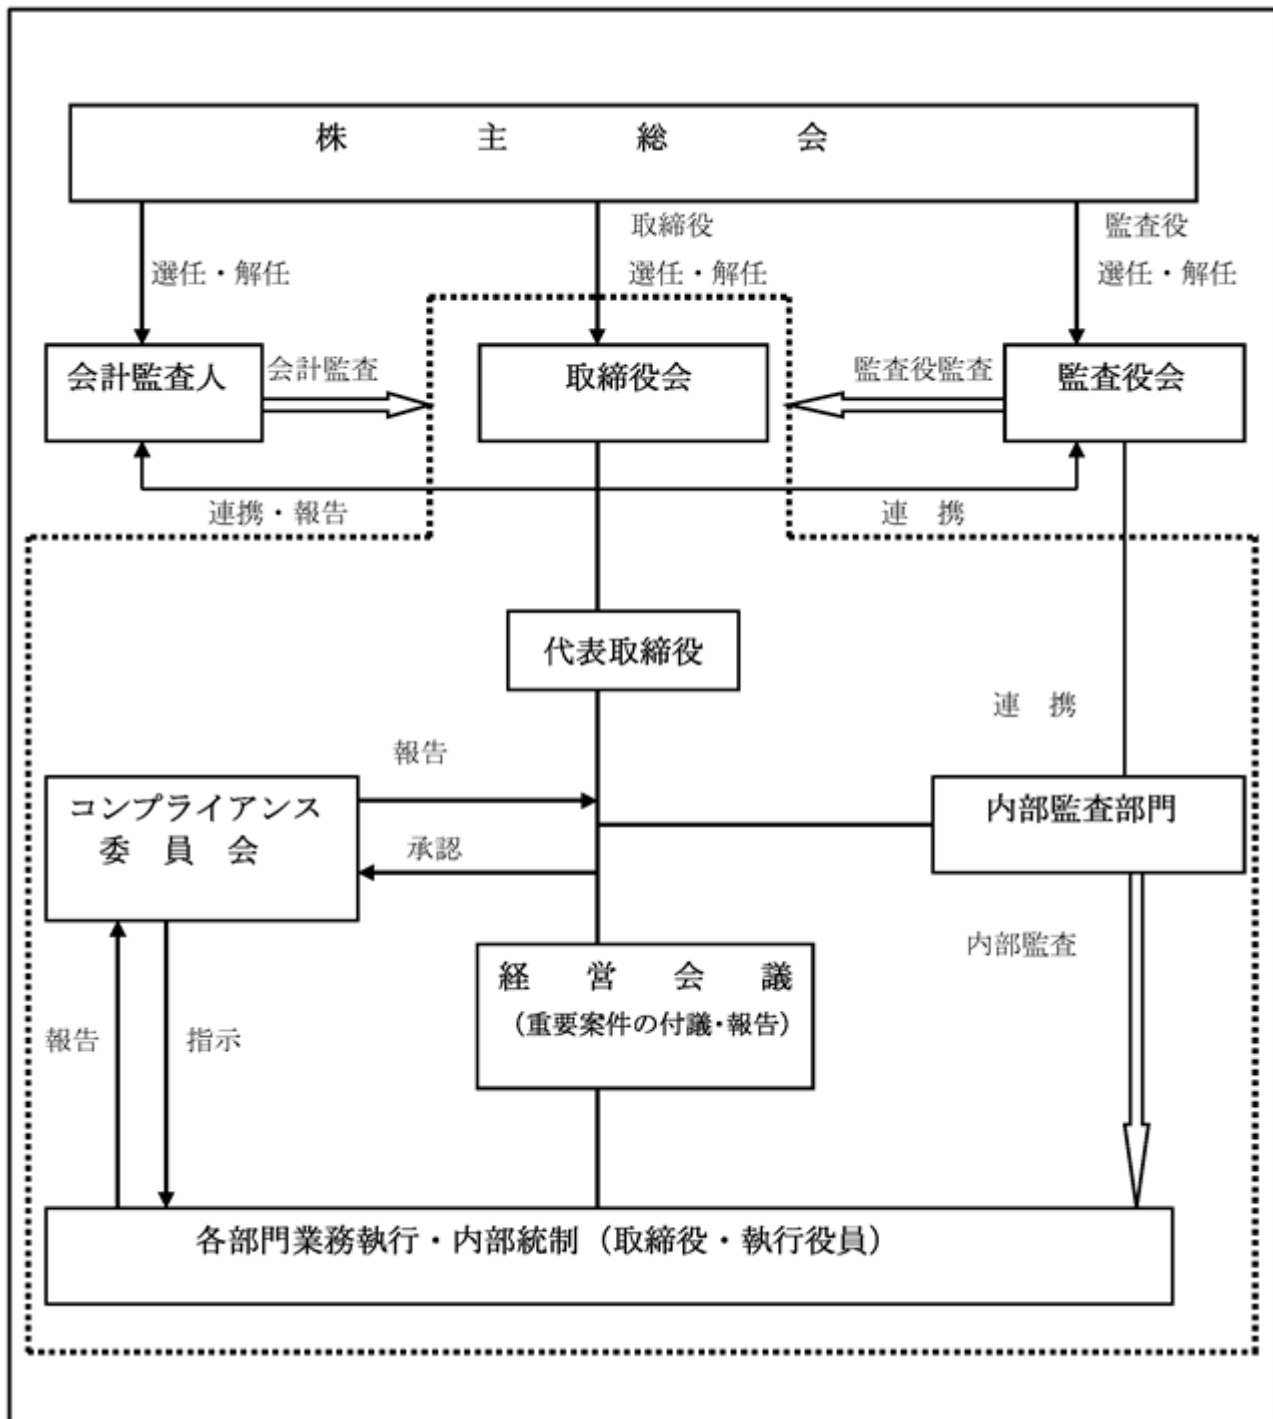 株主総会
取締役
監査役
選任・解任
選任・解任
選任・解任
会計監査人
会計監査
取締役会
監査役監査
監査役会
連携・報告
連 携
代表取締役
連 携
報告
コンプライアンス
委 員 会
承認
内部監査部門
内部監査
経 営 会 議
(重要案件の付議・報告)
報告
指示
各部門業務執行・内部統制(取締役・執行役員)